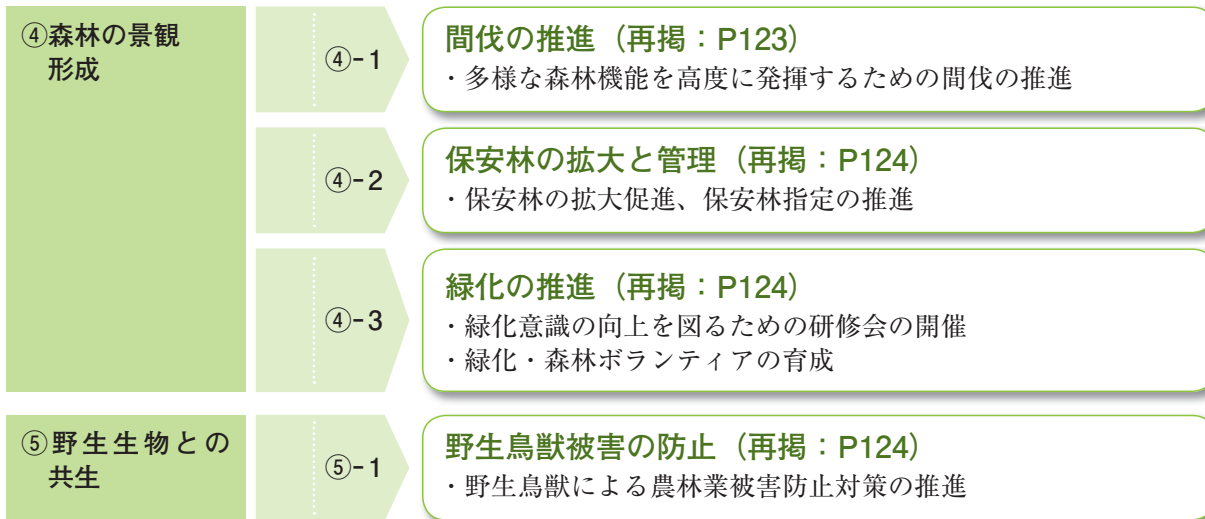 ④森林の景観
形成
④-1
間伐の推進（再掲：P123）
・多様な森林機能を高度に発揮するための間伐の推進
④-2
保安林の拡大と管理（再掲：P124）
・保安林の拡大促進、保安林指定の推進
④-3
緑化の推進（再掲：P124）
・緑化意識の向上を図るための研修会の開催
・緑化・森林ボランティアの育成
⑤野生生物との
共生
⑤-1
野生鳥獣被害の防止（再掲：P124）
・野生鳥獣による農林業被害防止対策の推進